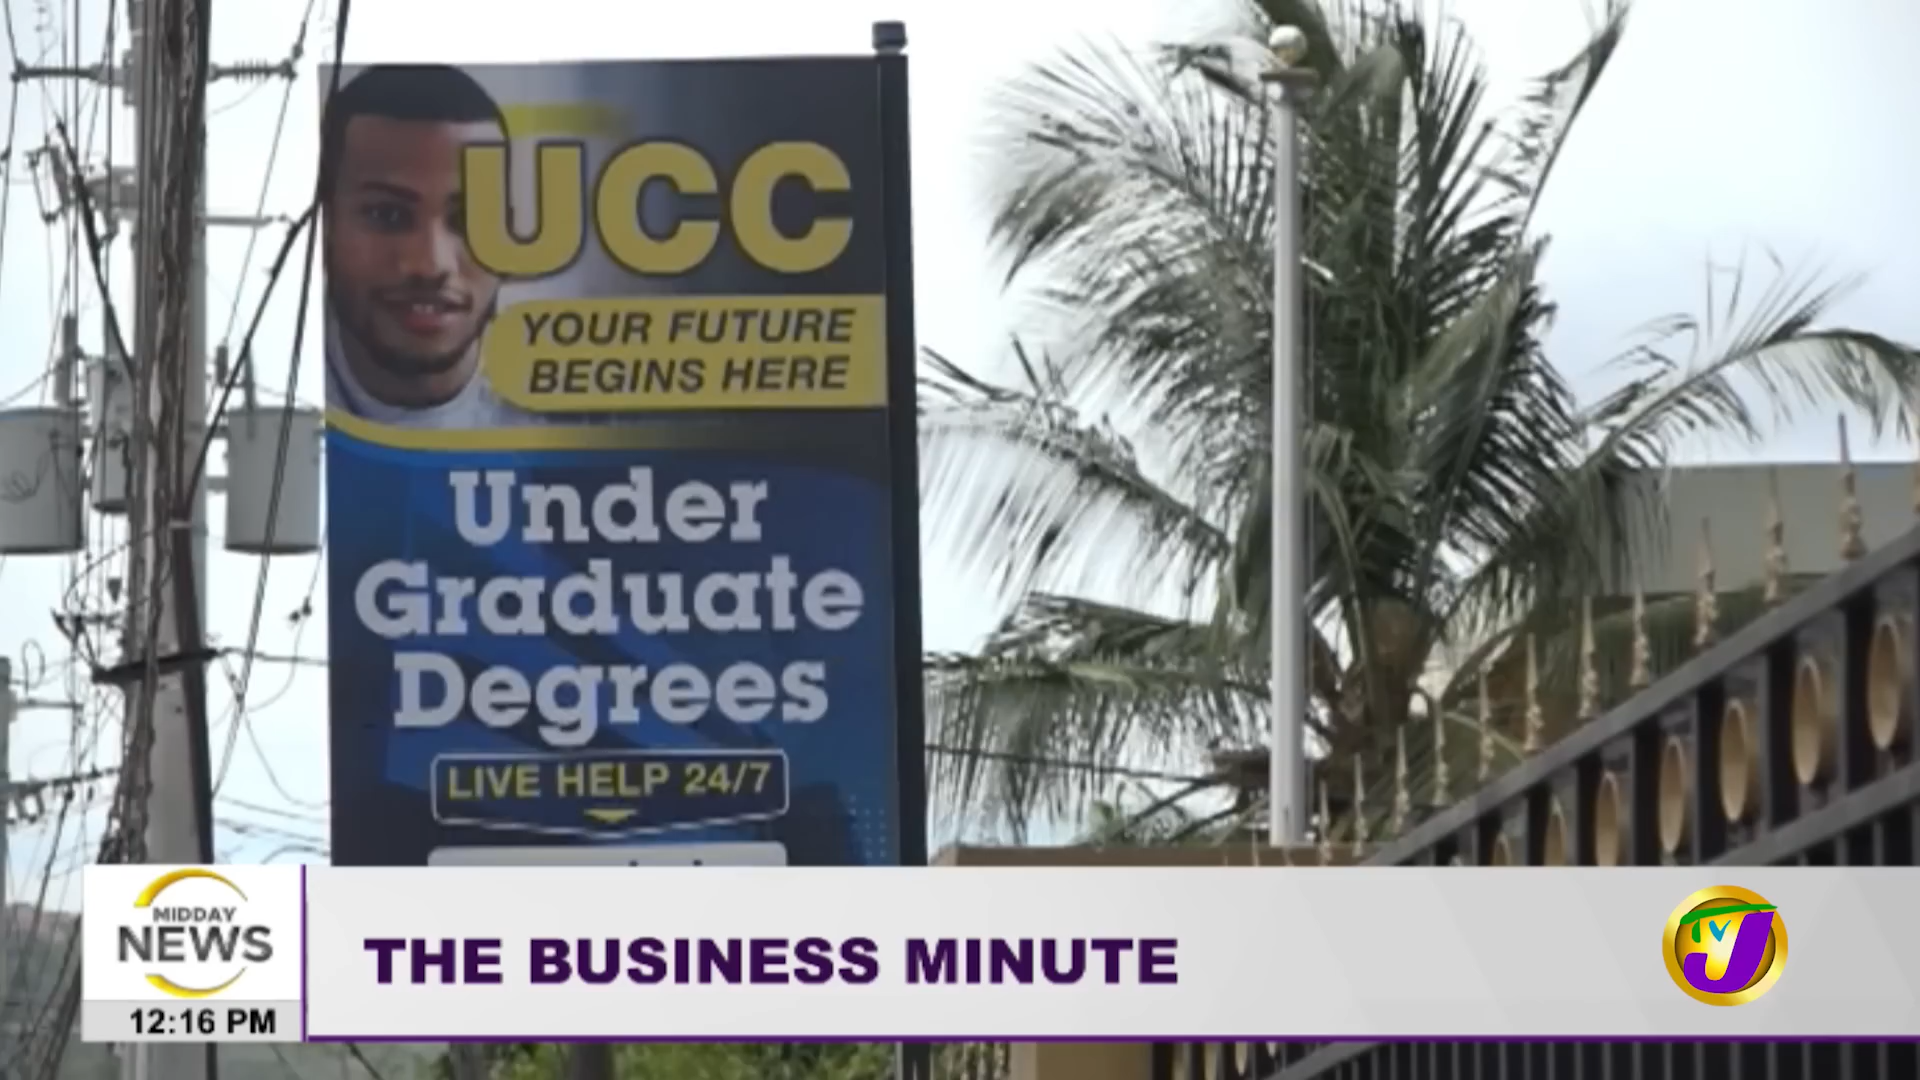 UCC
YOUR FUTURE
BEGINS HERE
Under
Graduate
Degrees
LIVE HELP 24/7
MIDDAY
NEWS
12:16 PM
THE BUSINESS MINUTE
TVJ